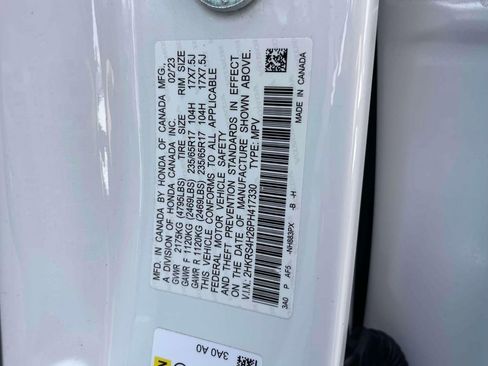 MFD. IN CANADA BY HONDA OF CANADA MFG.,
A DIVISION OF HONDA CANADA INC. 02/23
GVWR 2175KG (4795LBS) TIRE SIZE RIM SIZE
GAWR F 1120KG (2469LBS) 235/65R17 104H 17X7.5J
GAWR R 1120KG (2469LBS) 235/65R17 104H 17X7.5J
THIS VEHICLE CONFORMS TO ALL APPLICABLE
FEDERAL MOTOR VEHICLE SAFETY
AND THEFT PREVENTION STANDARDS IN EFFECT
ON THE DATE OF MANUFACTURE SHOWN ABOVE.
V.I.N: 2HKRS4H26PH417330 TYPE: MPV
3A0 P AF5 -NH883PX -B -H
MADE IN CANADA
3A0 A0